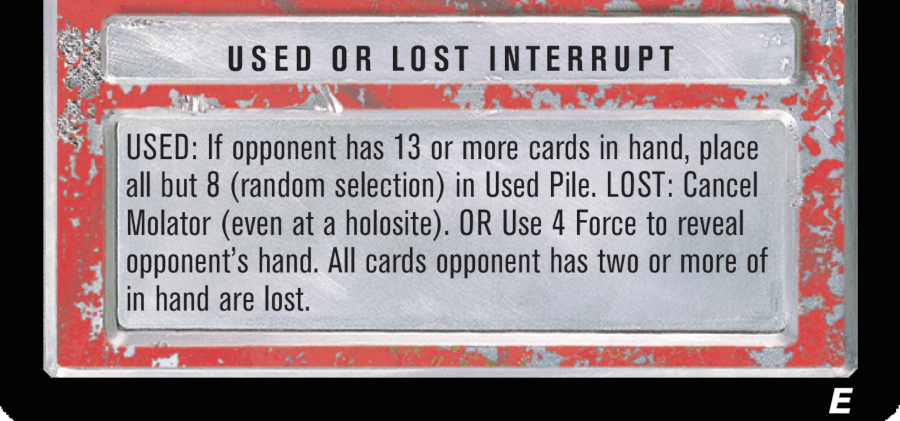 USED OR LOST INTERRUPT
USED: If opponent has 13 or more cards in hand, place
all but 8 (random selection) in Used Pile. LOST: Cancel
Molator (even at a holosite). OR Use 4 Force to reveal
opponent's hand. All cards opponent has two or more of
in hand are lost.
E